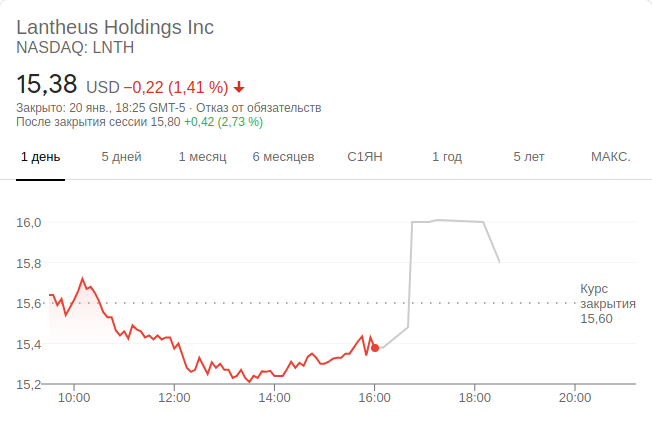 Lantheus Holdings Inc
NASDAQ: LNTH
15,38 USD −0,22 (1,41 %)
Закрыто: 20 янв., 18:25 GMT-5 · Отказ от обязательств
После закрытия сессии 15,80 +0,42 (2,73 %)
1 день 5 дней 1 месяц 6 месяцев С1ЯН 1 год 5 лет МАКС.
16,0
15,8
15,6
15,4
15,2
Курс
закрытия
15,60
10:00 12:00 14:00 16:00 18:00 20:00